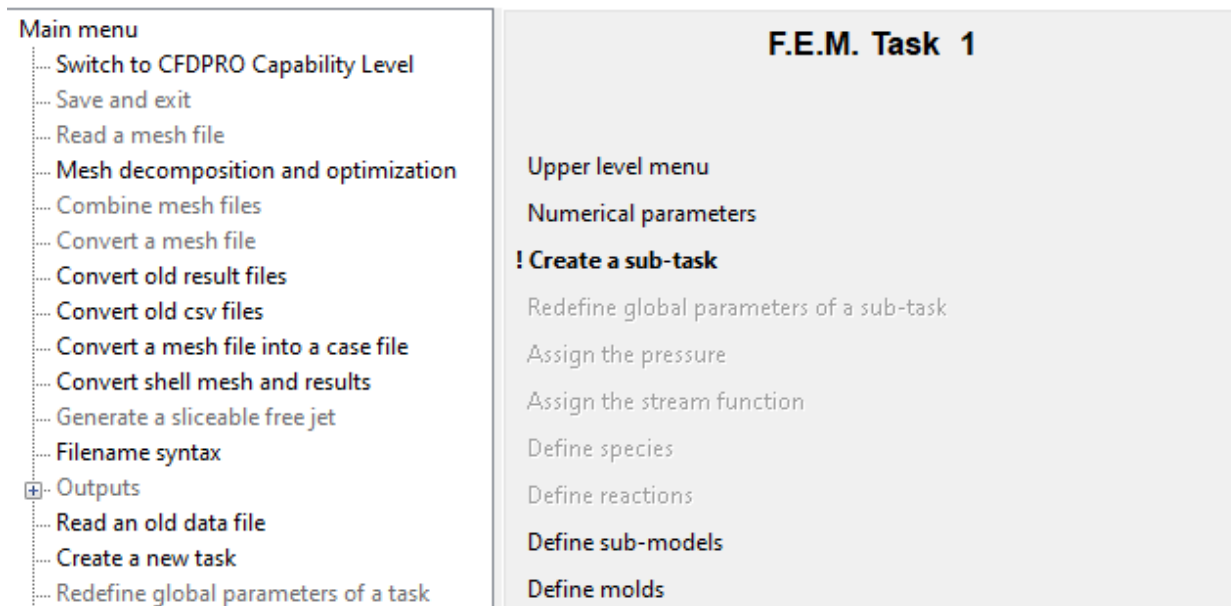 Main menu
Switch to CFDPRO Capability Level
Save and exit
Read a mesh file
Mesh decomposition and optimization
Combine mesh files
Convert a mesh file
Convert old result files
Convert old csv files
Convert a mesh file into a case file
Convert shell mesh and results
Generate a sliceable free jet
Filename syntax
Outputs
Read an old data file
Create a new task
Redefine global parameters of a task
F.E.M. Task 1
Upper level menu
Numerical parameters
! Create a sub-task
Redefine global parameters of a sub-task
Assign the pressure
Assign the stream function
Define species
Define reactions
Define sub-models
Define molds